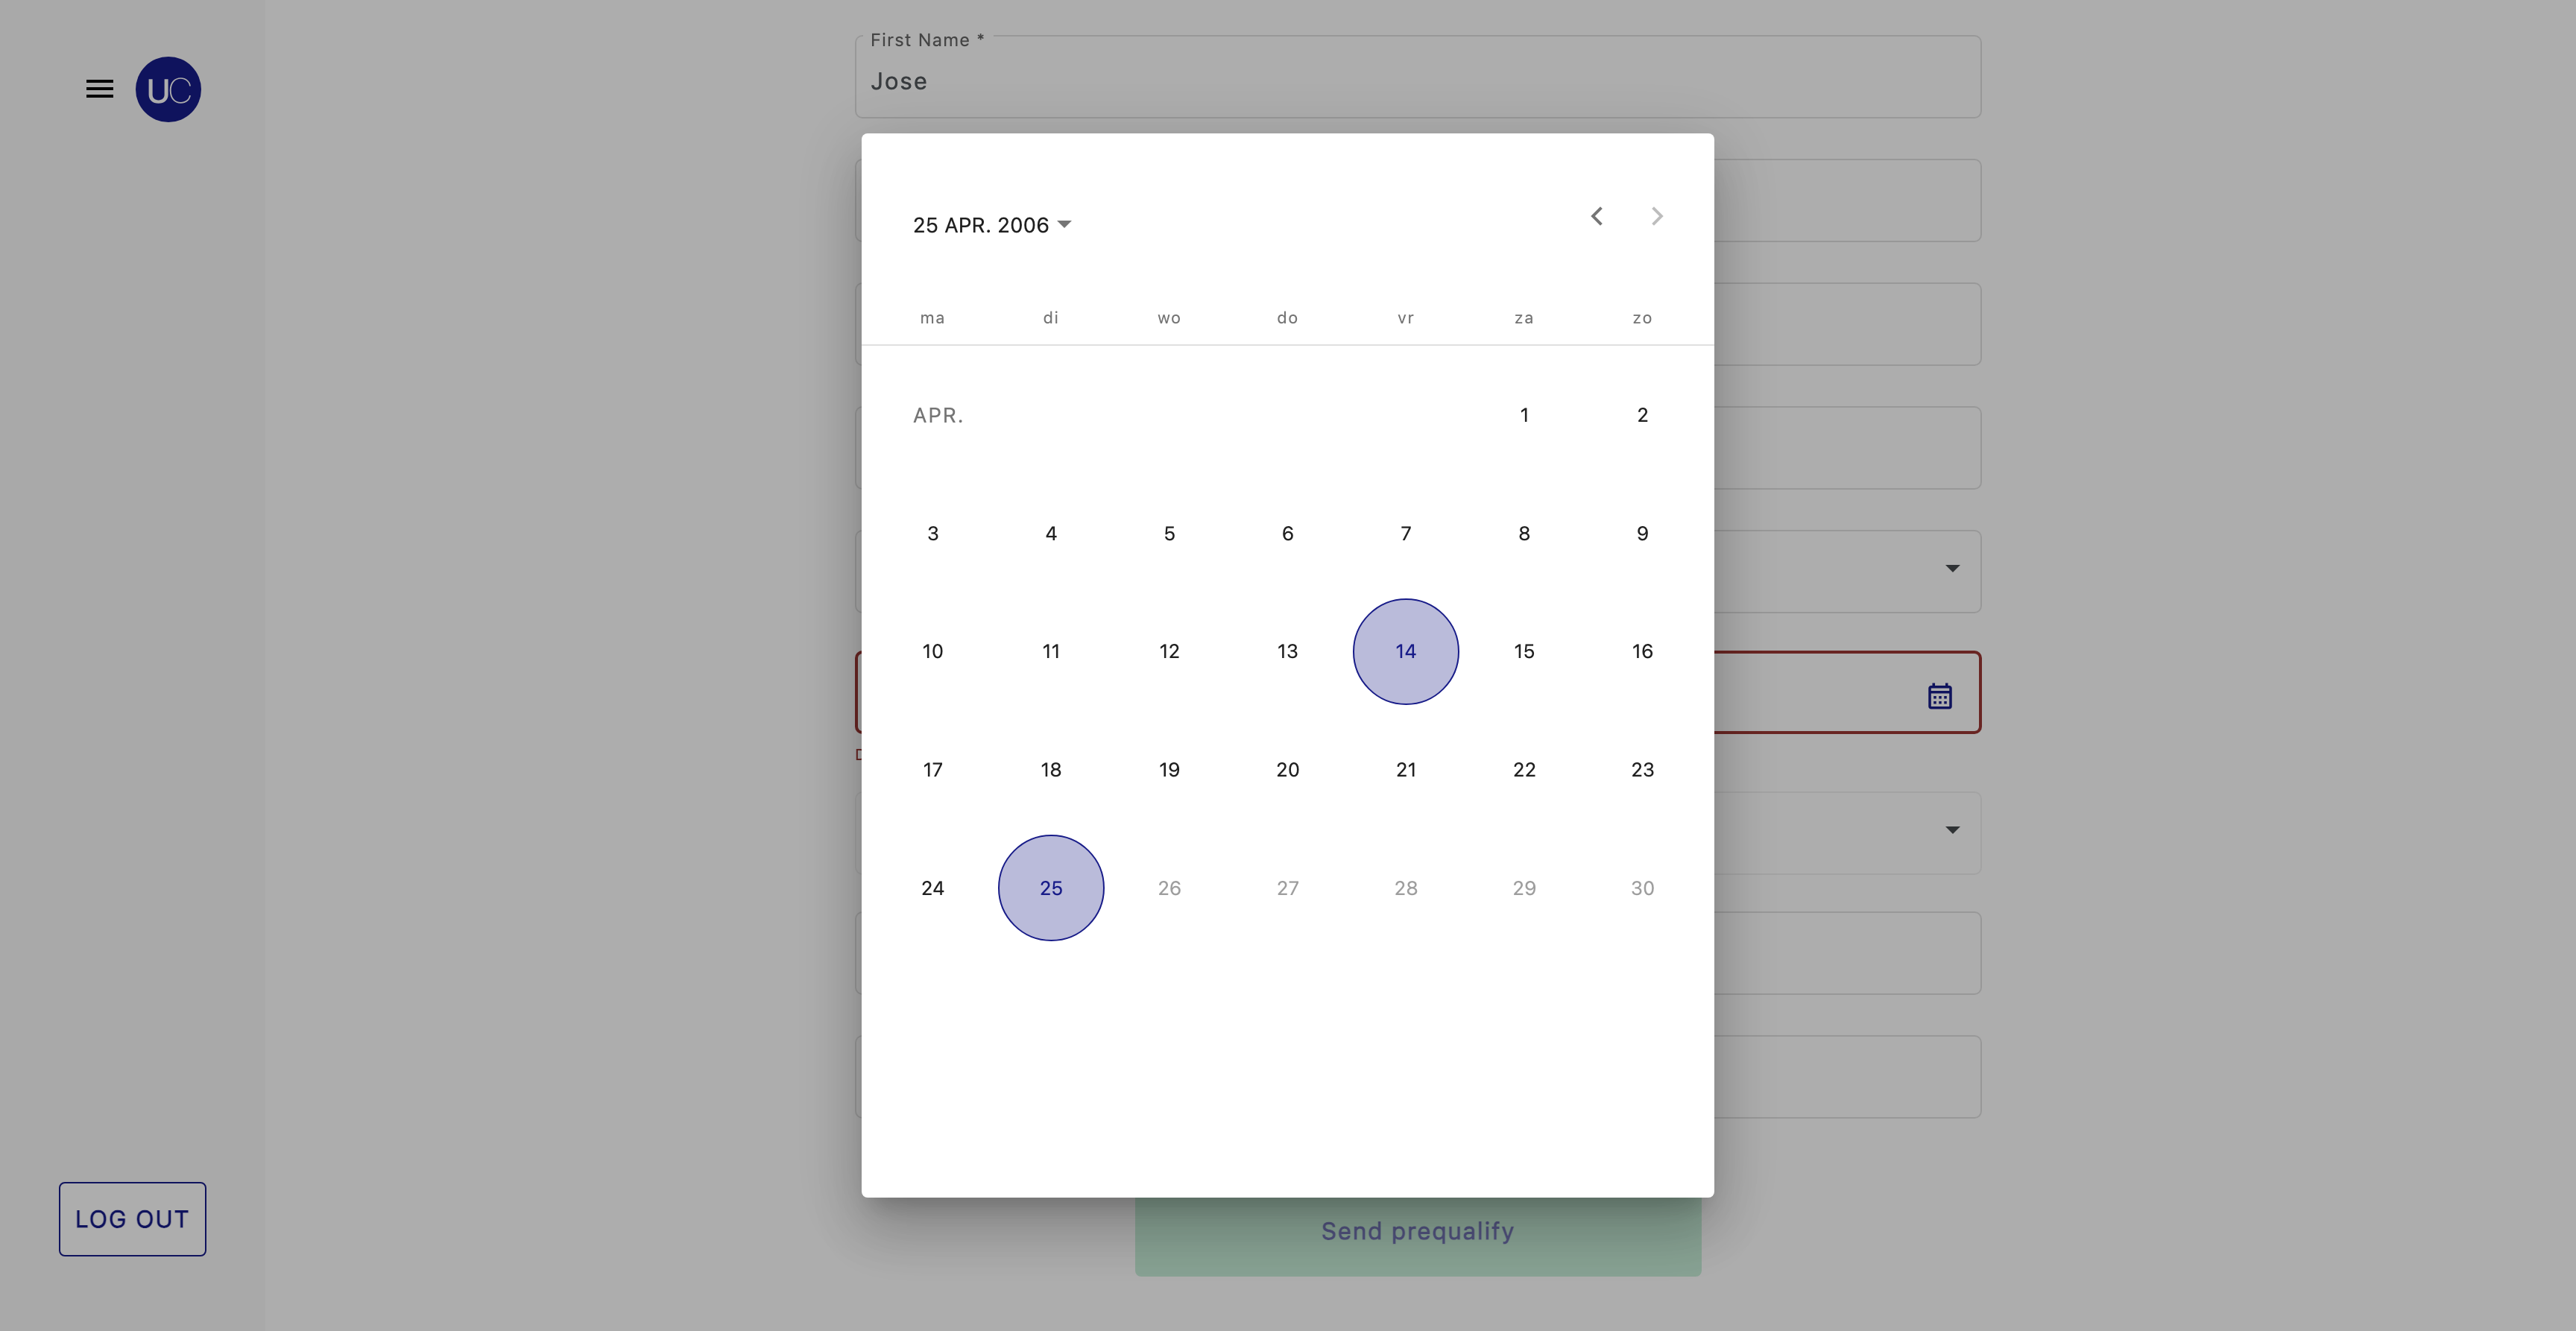 First Name *
Jose
UC
25 APR. 2006
ma di wo do vr za zo
APR. 1 2
3 4 5 6 7 8 9
10 11 12 13 14 15 16
17 18 19 20 21 22 23
24 25 26 27 28 29 30
LOG OUT
Send prequalify